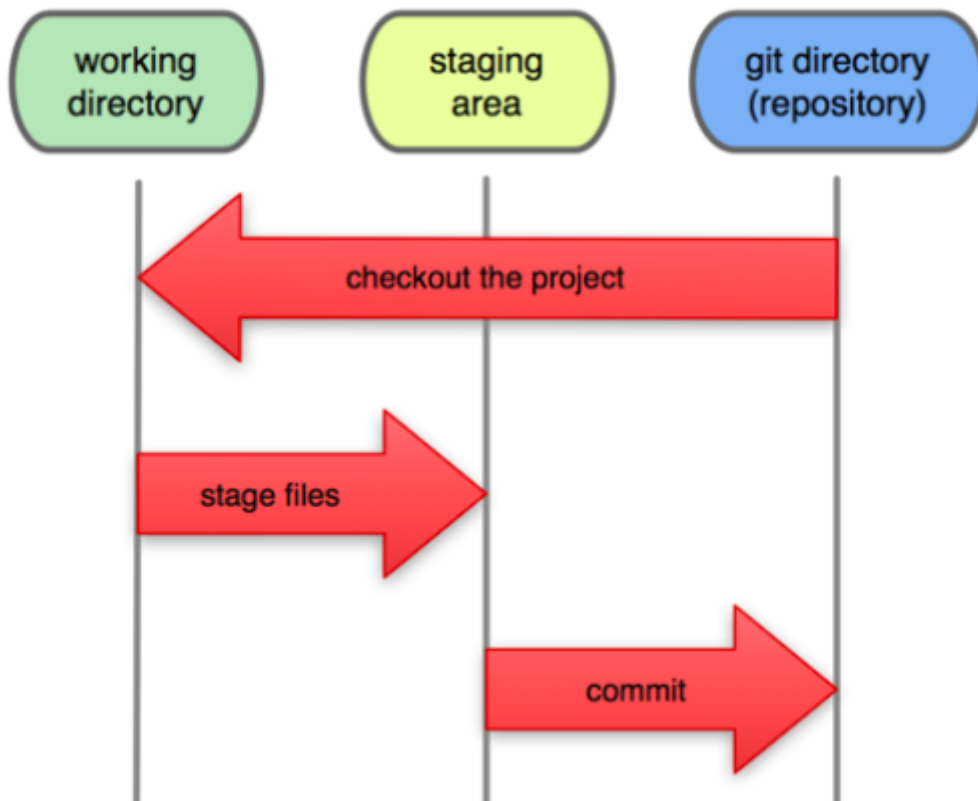 working
directory
staging
area
git directory
(repository)
checkout the project
stage files
commit